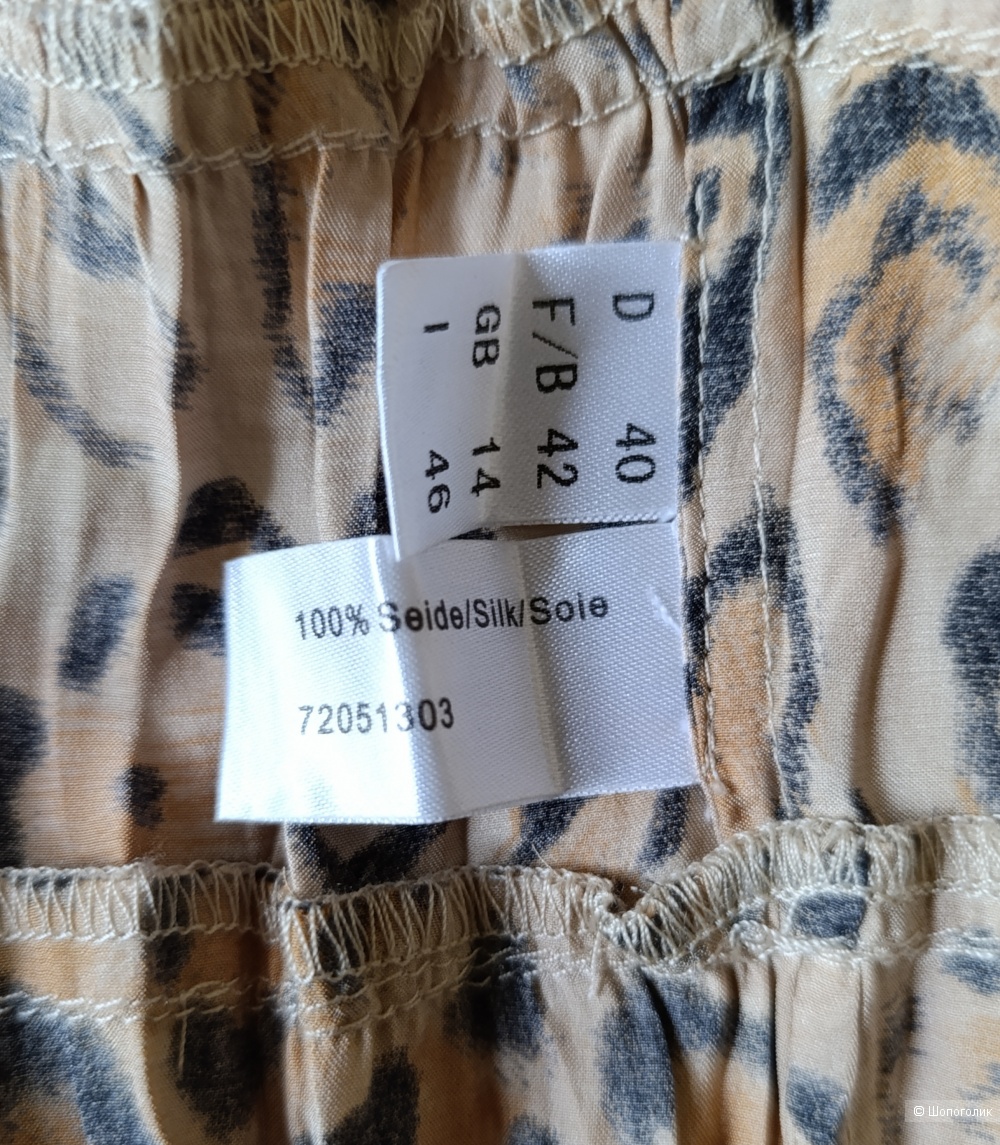 D 40
F//B 42
GB 14
I 46
100% Seide/Silk/Soie
72051303
© Шопоголик